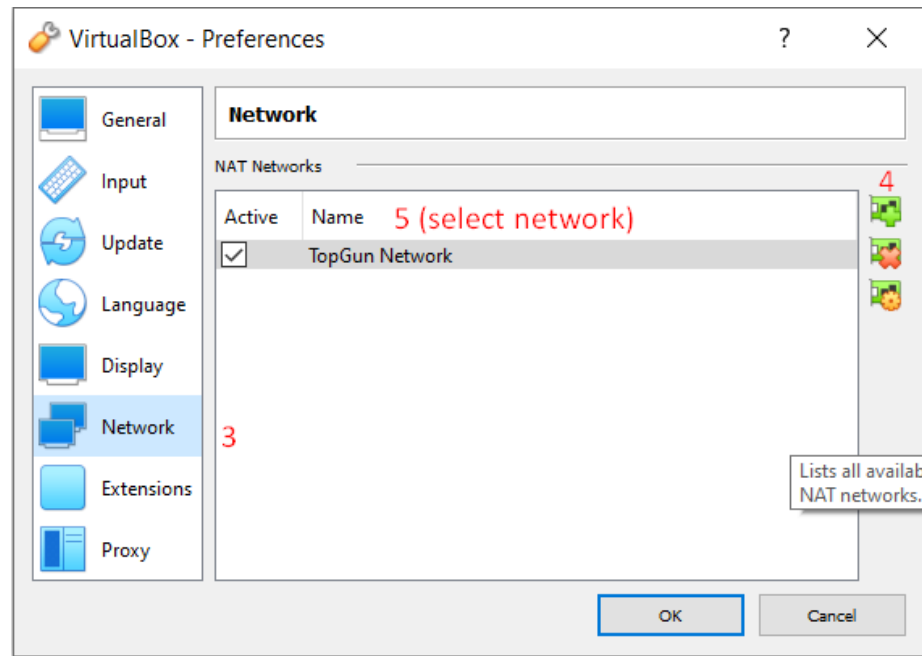 VirtualBox - Preferences
?
General
Input
Update
Language
Display
Network
Extensions
Proxy
Network
NAT Networks
4
Active Name 5 (select network)
TopGun Network
3
Lists all availab
NAT networks.
OK Cancel